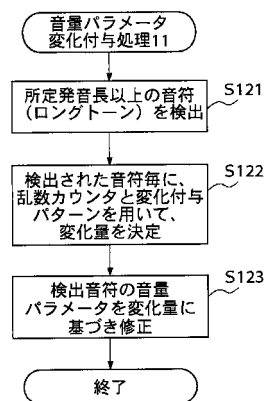 音量パラメータ
変化付与処理11
S121
所定発音長以上の音符
(ロングトーン)を検出
S122
検出された音符毎に、
乱数カウンタと変化付与
パターンを用いて、
変化量を決定
S123
検出音符の音量
パラメータを変化量に
基づき修正
終了